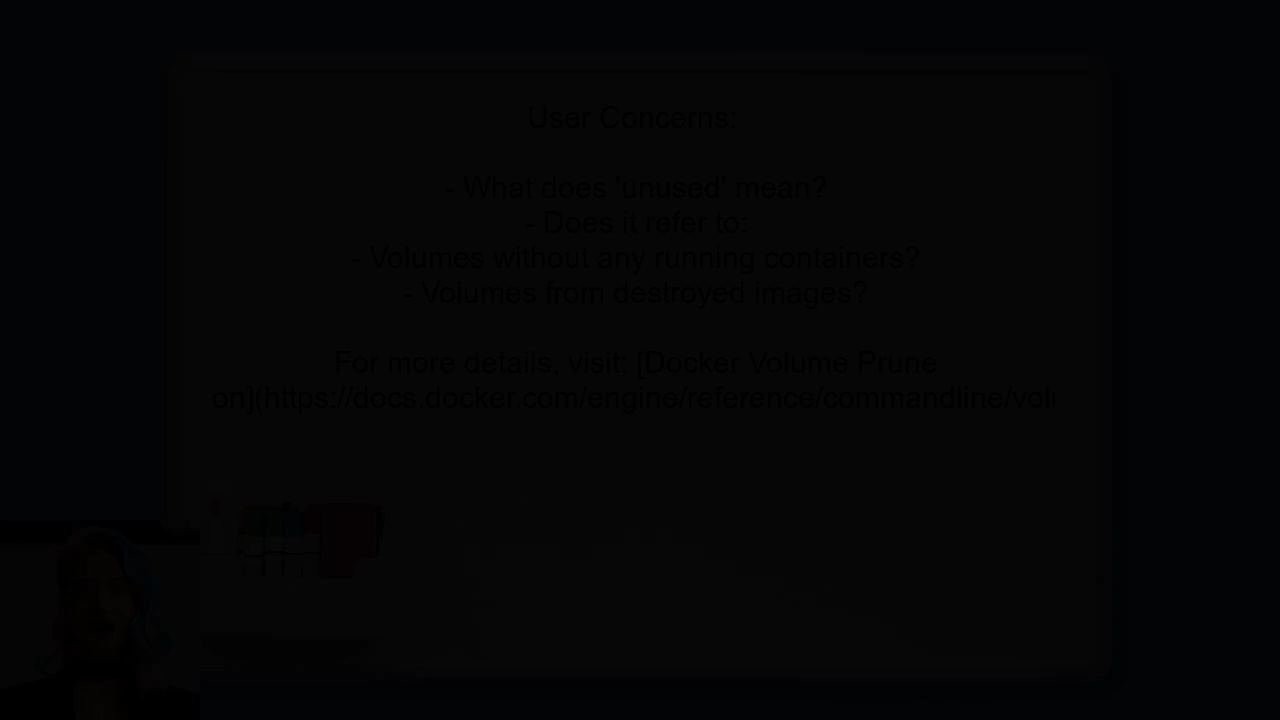 User Concerns:
- What does 'unused' mean?
- Does it refer to:
- Volumes without any running containers?
- Volumes from destroyed images?
For more details, visit: [Docker Volume Prune
on](https://docs.docker.com/engine/reference/commandline/vol